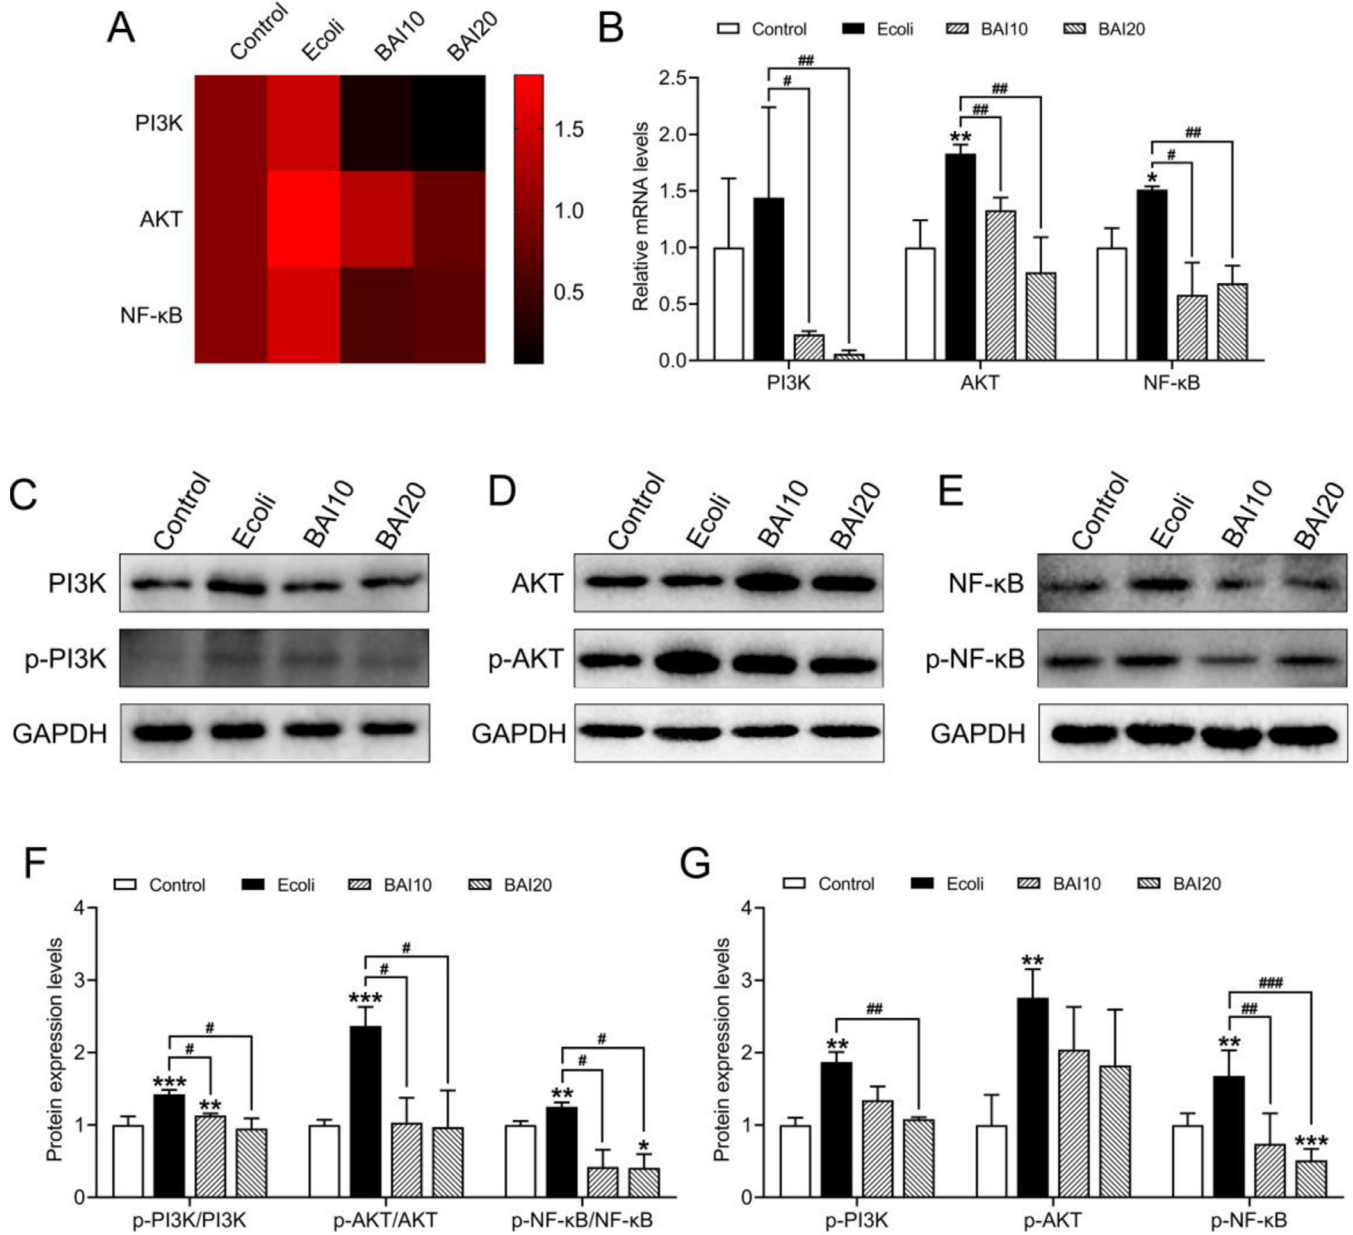 A
Control Ecoli BAI10 BAI20
PI3K
AKT
NF-κB
1.5
1.0
0.5
B
Control Ecoli BAI10 BAI20
Relative mRNA levels
2.5
2.0
1.5
1.0
0.5
0.0
##
#
##
##
**
##
#
*
PI3K AKT NF-κB
C
Control Ecoli BAI10 BAI20
PI3K
p-PI3K
GAPDH
D
Control Ecoli BAI10 BAI20
AKT
p-AKT
GAPDH
E
Control Ecoli BAI10 BAI20
NF-κB
p-NF-κB
GAPDH
F
Control Ecoli BAI10 BAI20
Protein expression levels
4
3
2
1
0
#
#
***
**
#
#
***
#
#
**
*
p-PI3K/PI3K p-AKT/AKT p-NF-κB/NF-κB
G
Control Ecoli BAI10 BAI20
Protein expression levels
4
3
2
1
0
##
**
**
###
##
**
***
p-PI3K p-AKT p-NF-κB